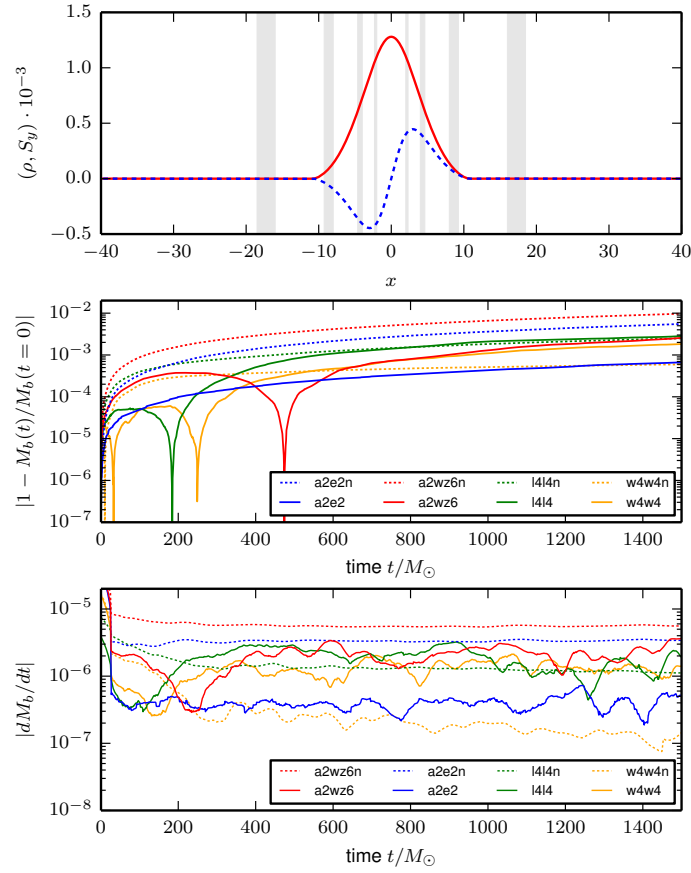 1.5
1.0
0.5
0.0
−0.5
(ρ, S_y) · 10^{−3}
−40 −30 −20 −10 0 10 20 30 40
x
10^{−2}
10^{−3}
10^{−4}
10^{−5}
10^{−6}
10^{−7}
|1 − M_b(t)/M_b(t = 0)|
a2e2n a2wz6n l4l4n w4w4n
a2e2 a2wz6 l4l4 w4w4
0 200 400 600 800 1000 1200 1400
time t/M_⊙
10^{−5}
10^{−6}
10^{−7}
10^{−8}
|dM_b/dt|
a2wz6n a2e2n l4l4n w4w4n
a2wz6 a2e2 l4l4 w4w4
0 200 400 600 800 1000 1200 1400
time t/M_⊙